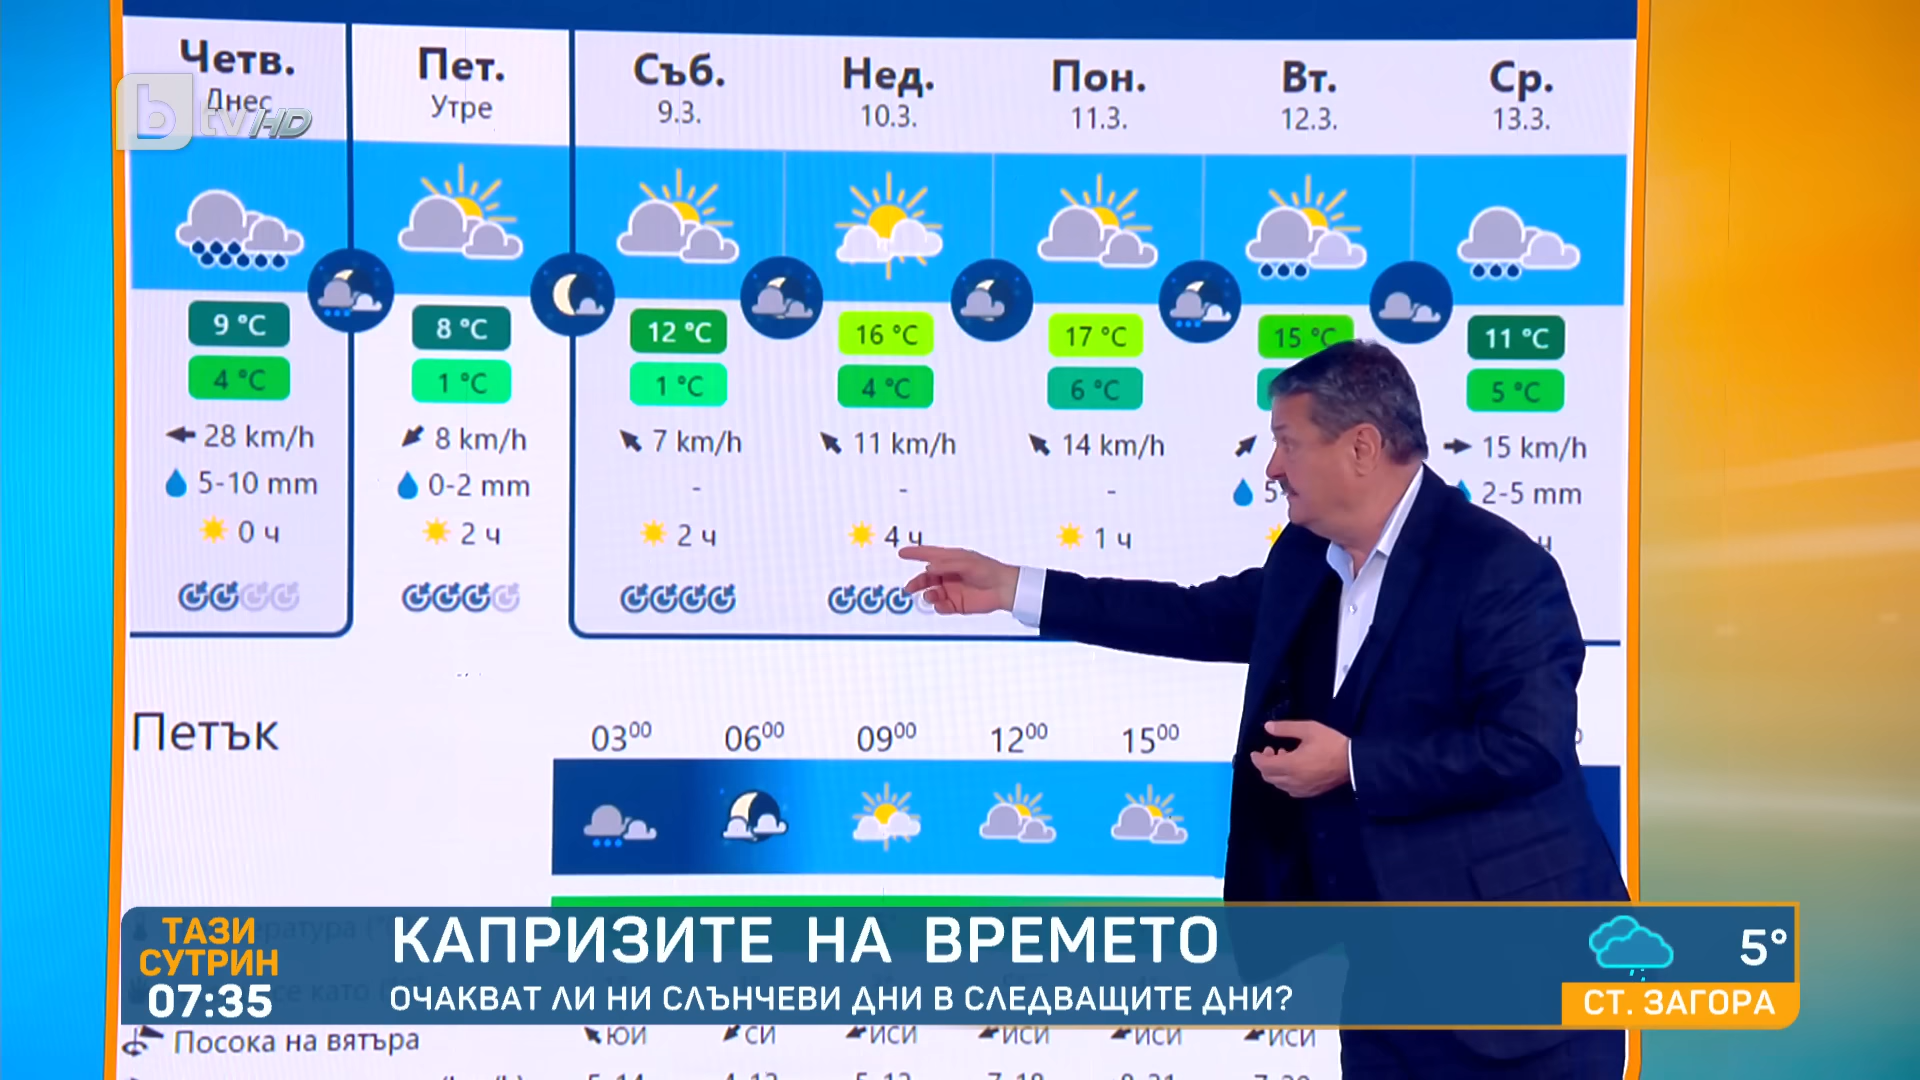 Четв. Пет. Съб. Нед. Пон. Вт. Ср.
Днес Утре 9.3. 10.3. 11.3. 12.3. 13.3.
btv HD
9 °C 8 °C 12 °C 16 °C 17 °C 15 °C 11 °C
4 °C 1 °C 1 °C 4 °C 6 °C 5 °C
28 km/h 8 km/h 7 km/h 11 km/h 14 km/h 15 km/h
5-10 mm 0-2 mm - - - 5 2-5 mm
0 ч 2 ч 2 ч 4 ч 1 ч ч
Петък 03⁰⁰ 06⁰⁰ 09⁰⁰ 12⁰⁰ 15⁰⁰
ТАЗИ СУТРИН
07:35
КАПРИЗИТЕ НА ВРЕМЕТО
ОЧАКВАТ ЛИ НИ СЛЪНЧЕВИ ДНИ В СЛЕДВАЩИТЕ ДНИ?
5°
СТ. ЗАГОРА
Посока на вятъра ЮИ СИ ИСИ ИСИ ИСИ ИСИ